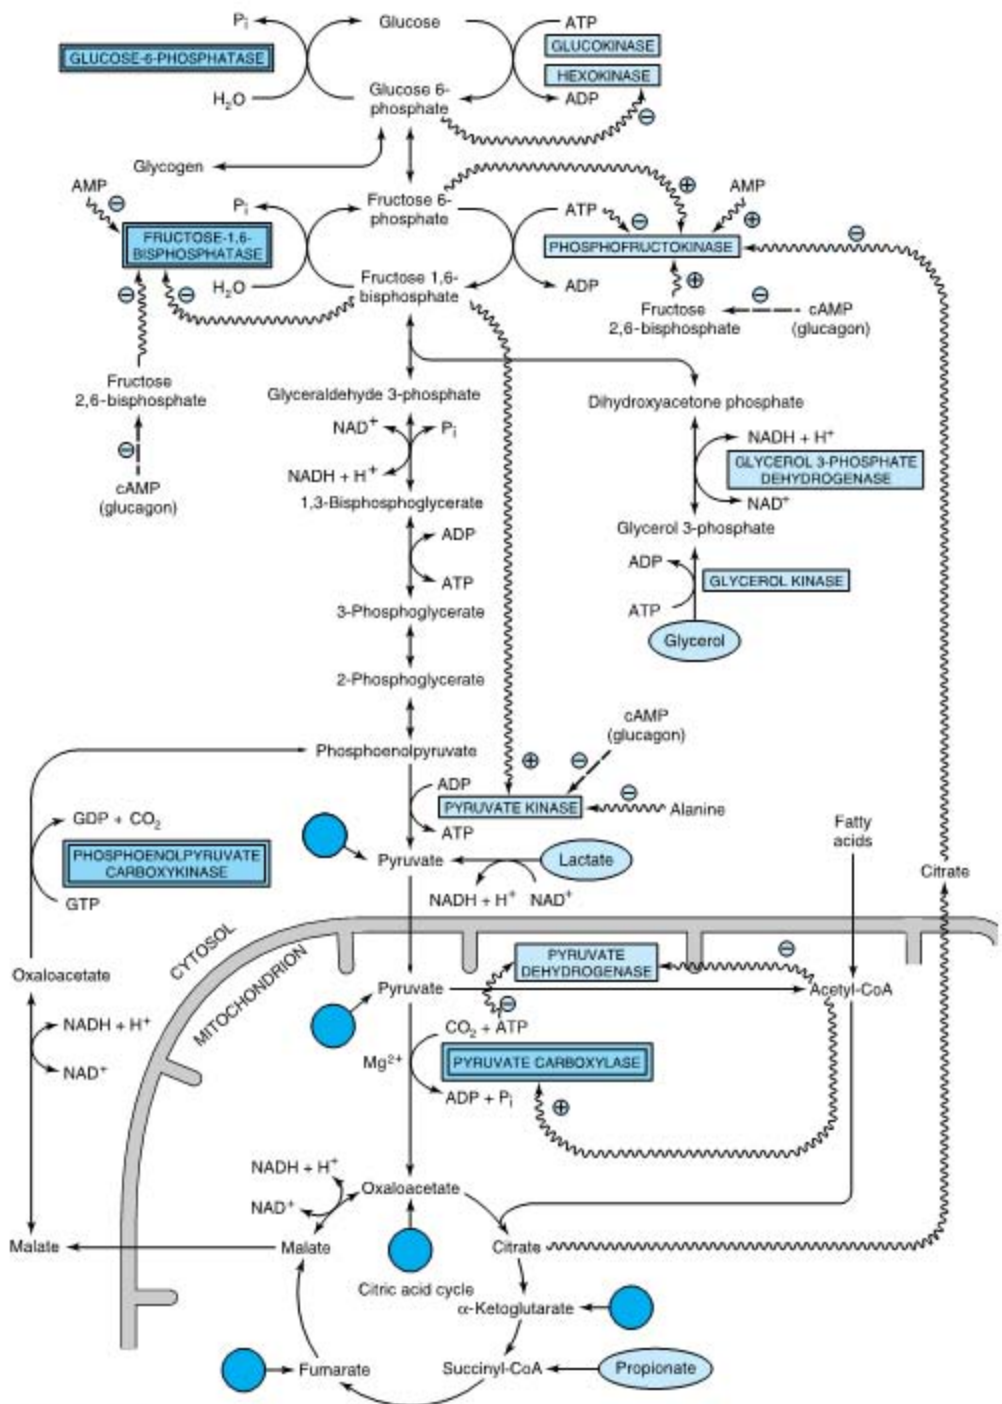 Pi
Glucose
ATP
GLUCOSE-6-PHOSPHATASE
GLUCOKINASE
HEXOKINASE
H2O
Glucose 6-
phosphate
ADP
⊖
Glycogen
AMP
⊖
Pi
Fructose 6-
phosphate
ATP
⊖
⊕
AMP
⊕
⊖
FRUCTOSE-1,6-
BISPHOSPHATASE
PHOSPHOFRUCTOKINASE
H2O
Fructose 1,6-
bisphosphate
ADP
⊖
⊖
⊕
Fructose
2,6-bisphosphate
⊖
cAMP
(glucagon)
Fructose
2,6-bisphosphate
⊖
cAMP
(glucagon)
Glyceraldehyde 3-phosphate
NAD+
Pi
NADH + H+
1,3-Bisphosphoglycerate
ADP
ATP
3-Phosphoglycerate
2-Phosphoglycerate
Phosphoenolpyruvate
Dihydroxyacetone phosphate
NADH + H+
GLYCEROL 3-PHOSPHATE
DEHYDROGENASE
NAD+
Glycerol 3-phosphate
ADP
GLYCEROL KINASE
ATP
Glycerol
cAMP
(glucagon)
⊕
⊖
⊖
ADP
PYRUVATE KINASE
Alanine
ATP
GDP + CO2
PHOSPHOENOLPYRUVATE
CARBOXYKINASE
GTP
Pyruvate
Lactate
NADH + H+
NAD+
Fatty
acids
Citrate
CYTOSOL
MITOCHONDRION
Oxaloacetate
NADH + H+
NAD+
PYRUVATE
DEHYDROGENASE
⊖
Pyruvate
⊖
Acetyl-CoA
CO2 + ATP
Mg2+
PYRUVATE CARBOXYLASE
ADP + Pi
⊕
NADH + H+
NAD+
Oxaloacetate
Malate
Malate
Citrate
Citric acid cycle
α-Ketoglutarate
Fumarate
Succinyl-CoA
Propionate